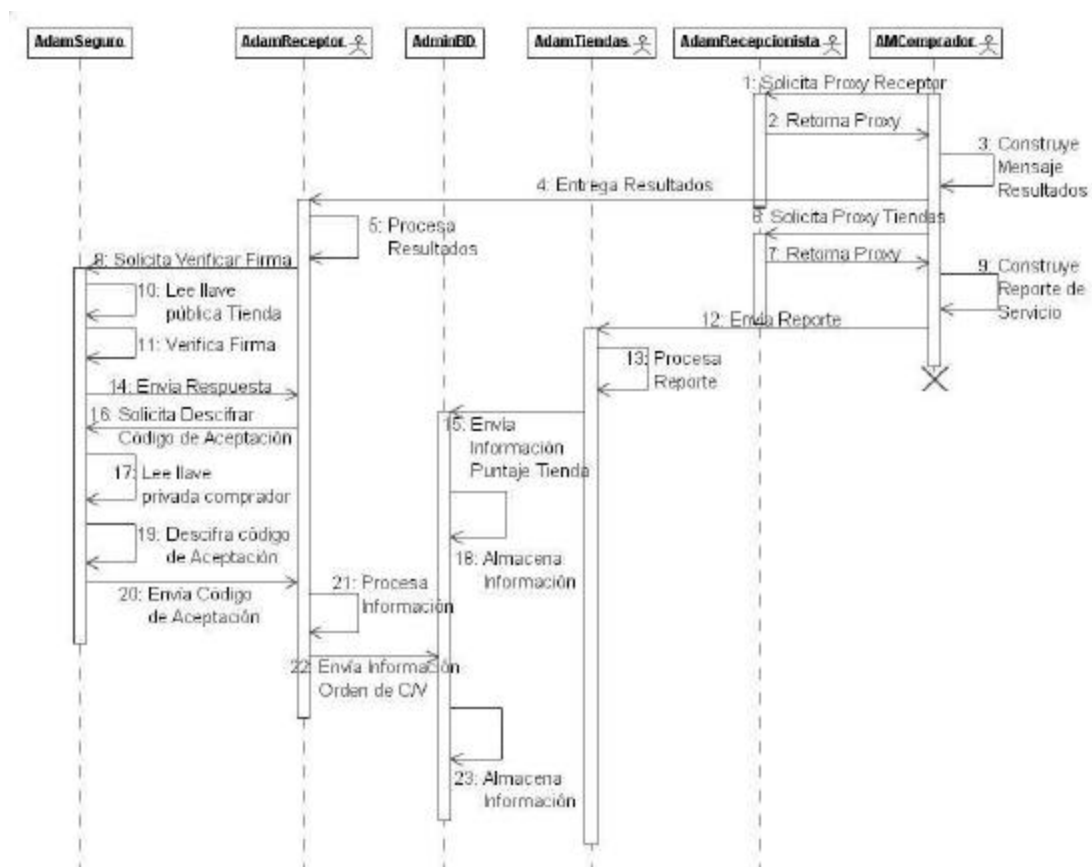 AdamSeguro
AdamReceptor
AdminBD
AdamTiendas
AdamRecepcionista
AMComprador
1: Solicita Proxy Receptor
2: Retorna Proxy
3: Construye
Mensaje
Resultados
4: Entrega Resultados
5: Procesa
Resultados
6: Solicita Proxy Tiendas
7: Retorna Proxy
8: Solicita Verificar Firma
9: Construye
Reporte de
Servicio
10: Lee llave
pública Tienda
11: Verifica Firma
12: Envía Reporte
13: Procesa
Reporte
14: Envia Respuesta
15: Envía
Información
Puntaje Tienda
16: Solicita Descifrar
Código de Aceptación
17: Lee llave
privada comprador
18: Almacena
Información
19: Descifra código
de Aceptación
20: Envía Código
de Aceptación
21: Procesa
Información
22: Envía Información
Orden de C/V
23: Almacena
Información